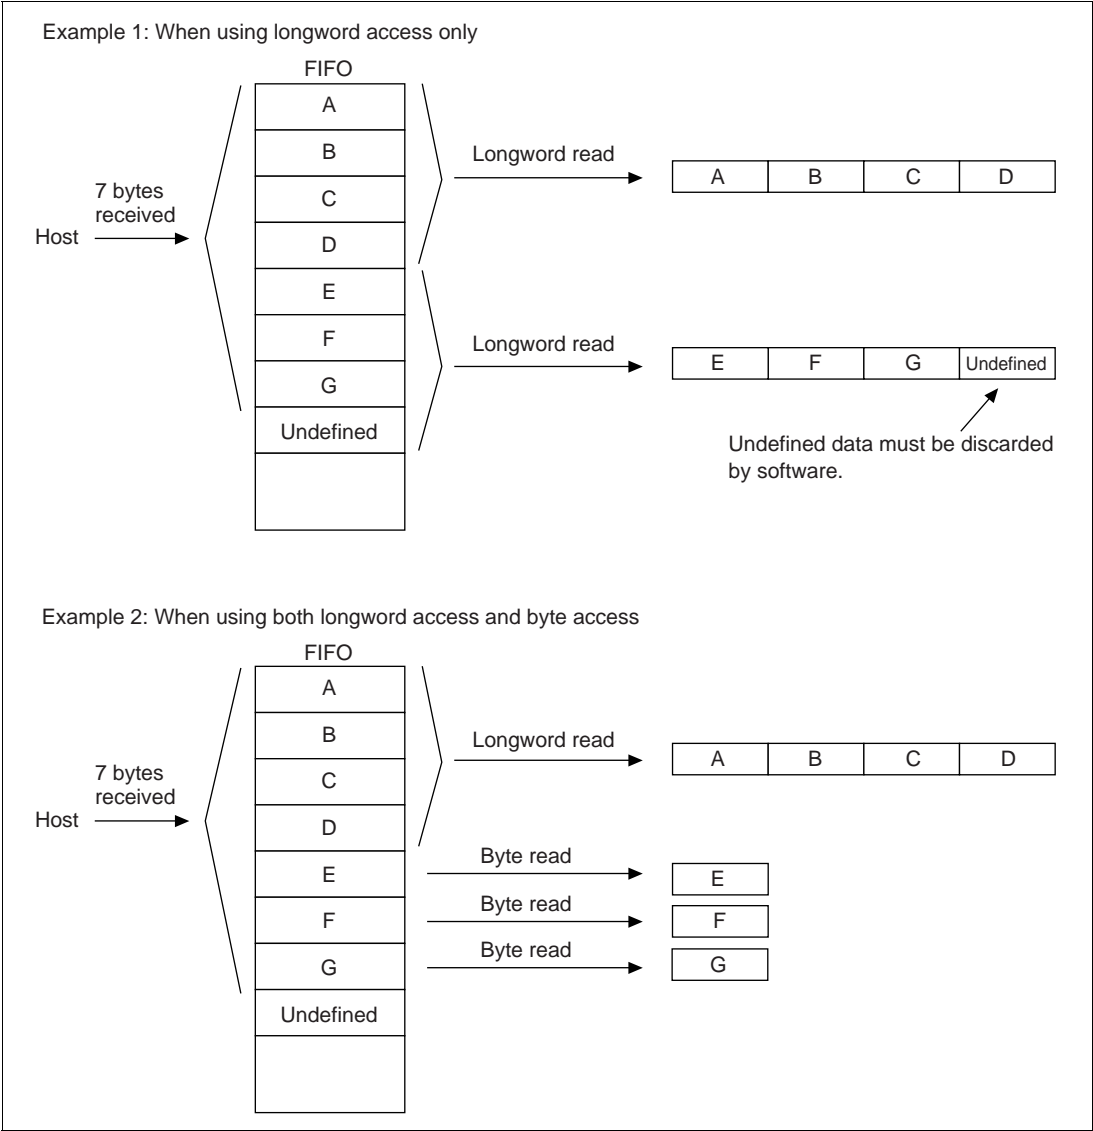 Example 1: When using longword access only
FIFO
A
B
C
D
E
F
G
Undefined
7 bytes
received
Host
Longword read
A B C D
Longword read
E F G Undefined
Undefined data must be discarded
by software.
Example 2: When using both longword access and byte access
FIFO
A
B
C
D
E
F
G
Undefined
7 bytes
received
Host
Longword read
A B C D
Byte read
E
Byte read
F
Byte read
G